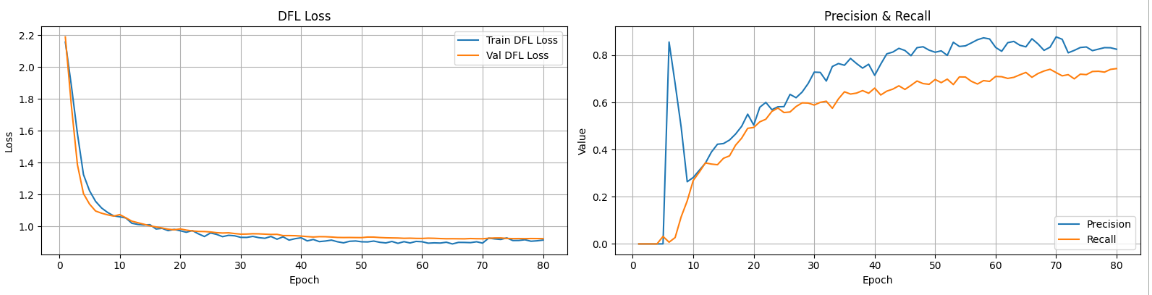 DFL Loss
2.2
2.0
1.8
1.6
1.4
1.2
1.0
Loss
0 10 20 30 40 50 60 70 80
Epoch
Train DFL Loss
Val DFL Loss
Precision & Recall
0.8
0.6
0.4
0.2
0.0
Value
0 10 20 30 40 50 60 70 80
Epoch
Precision
Recall